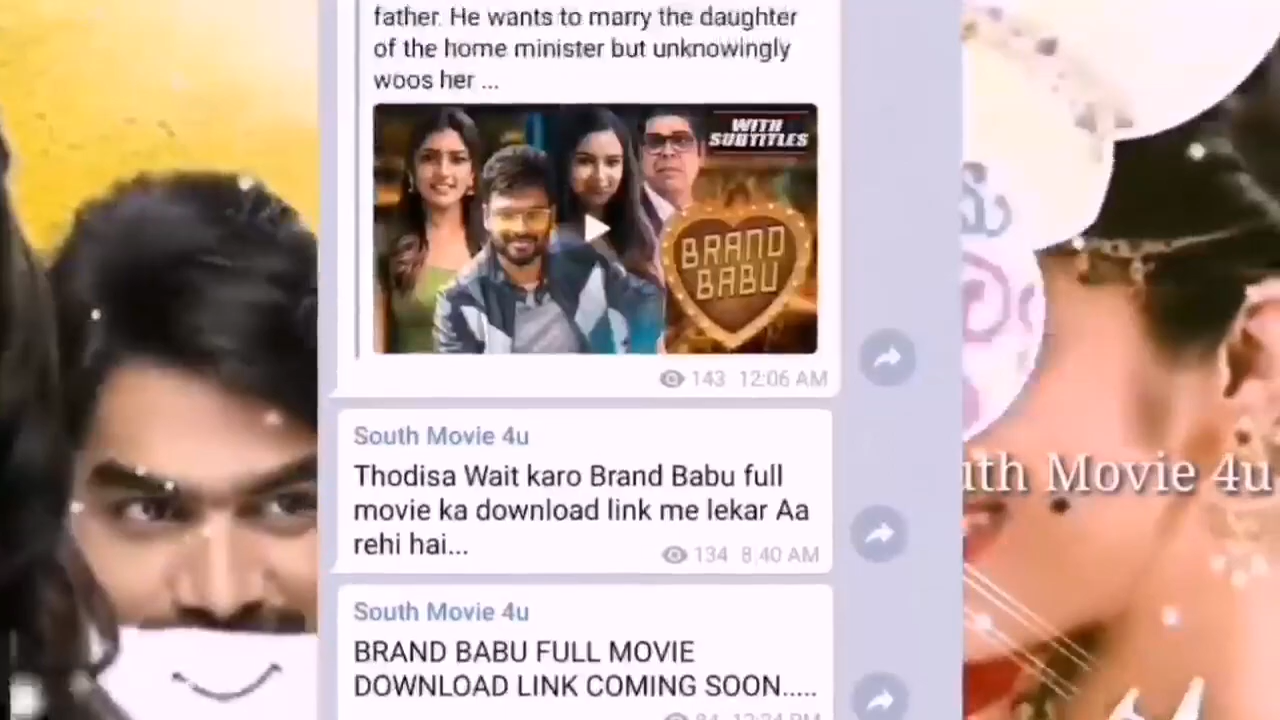 father. He wants to marry the daughter
of the home minister but unknowingly
woos her ...
WITH
SUBTITLES
BRAND
BABU
143 12:06 AM
South Movie 4u
Thodisa Wait karo Brand Babu full
movie ka download link me lekar Aa
rehi hai...
134 8:40 AM
uth Movie 4u
South Movie 4u
BRAND BABU FULL MOVIE
DOWNLOAD LINK COMING SOON.....